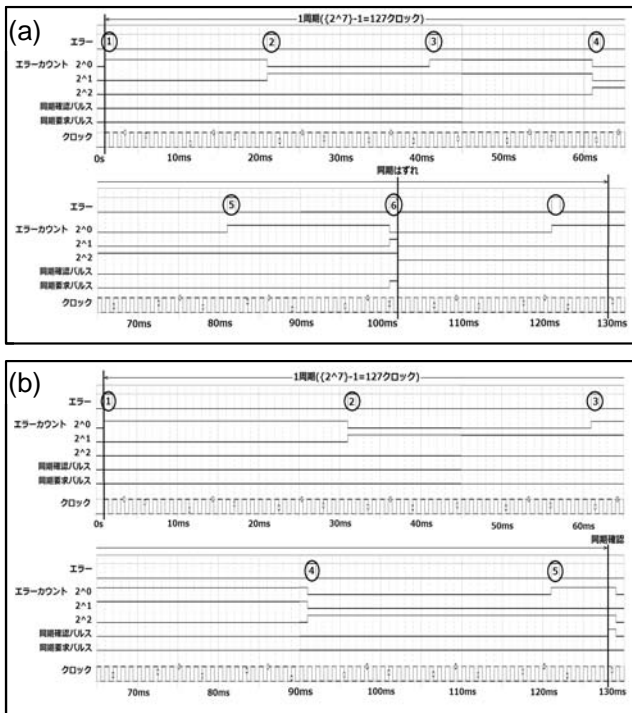 (a)
1周期({2^7}-1=127クロック)
① ② ③ ④
エラー
エラーカウント 2^0
2^1
2^2
同期確認パルス
同期要求パルス
クロック
0s 10ms 20ms 30ms 40ms 50ms 60ms
同期はずれ
⑤ ⑥
エラー
エラーカウント 2^0
2^1
2^2
同期確認パルス
同期要求パルス
クロック
70ms 80ms 90ms 100ms 110ms 120ms 130ms
(b)
1周期({2^7}-1=127クロック)
① ② ③
エラー
エラーカウント 2^0
2^1
2^2
同期確認パルス
同期要求パルス
クロック
0s 10ms 20ms 30ms 40ms 50ms 60ms
同期確認
④ ⑤
エラー
エラーカウント 2^0
2^1
2^2
同期確認パルス
同期要求パルス
クロック
70ms 80ms 90ms 100ms 110ms 120ms 130ms